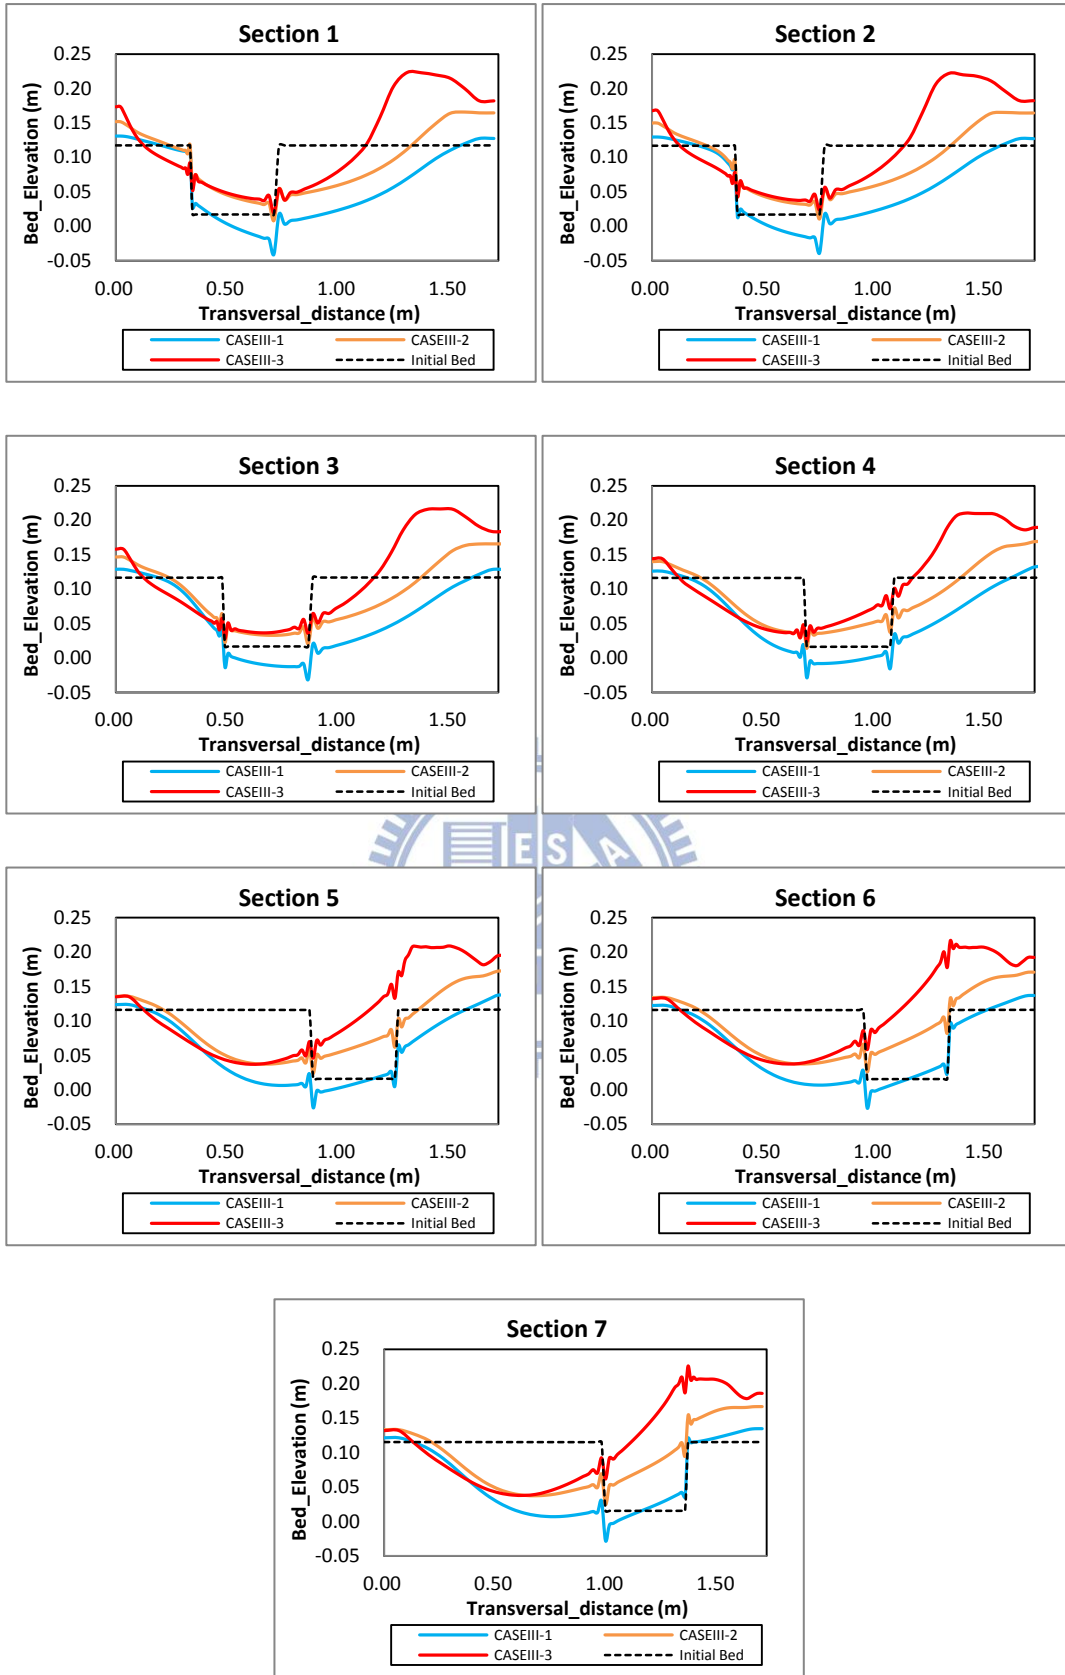 Section 1
Bed_Elevation (m)
0.25
0.20
0.15
0.10
0.05
0.00
-0.05
0.00 0.50 1.00 1.50
Transversal_distance (m)
CASEIII-1 CASEIII-2
CASEIII-3 Initial Bed
Section 2
Bed_Elevation (m)
0.25
0.20
0.15
0.10
0.05
0.00
-0.05
0.00 0.50 1.00 1.50
Transversal_distance (m)
CASEIII-1 CASEIII-2
CASEIII-3 Initial Bed
Section 3
Bed_Elevation (m)
0.25
0.20
0.15
0.10
0.05
0.00
-0.05
0.00 0.50 1.00 1.50
Transversal_distance (m)
CASEIII-1 CASEIII-2
CASEIII-3 Initial Bed
Section 4
Bed_Elevation (m)
0.25
0.20
0.15
0.10
0.05
0.00
-0.05
0.00 0.50 1.00 1.50
Transversal_distance (m)
CASEIII-1 CASEIII-2
CASEIII-3 Initial Bed
E S A
Section 5
Bed_Elevation (m)
0.25
0.20
0.15
0.10
0.05
0.00
-0.05
0.00 0.50 1.00 1.50
Transversal_distance (m)
CASEIII-1 CASEIII-2
CASEIII-3 Initial Bed
Section 6
Bed_Elevation (m)
0.25
0.20
0.15
0.10
0.05
0.00
-0.05
0.00 0.50 1.00 1.50
Transversal_distance (m)
CASEIII-1 CASEIII-2
CASEIII-3 Initial Bed
Section 7
Bed_Elevation (m)
0.25
0.20
0.15
0.10
0.05
0.00
-0.05
0.00 0.50 1.00 1.50
Transversal_distance (m)
CASEIII-1 CASEIII-2
CASEIII-3 Initial Bed